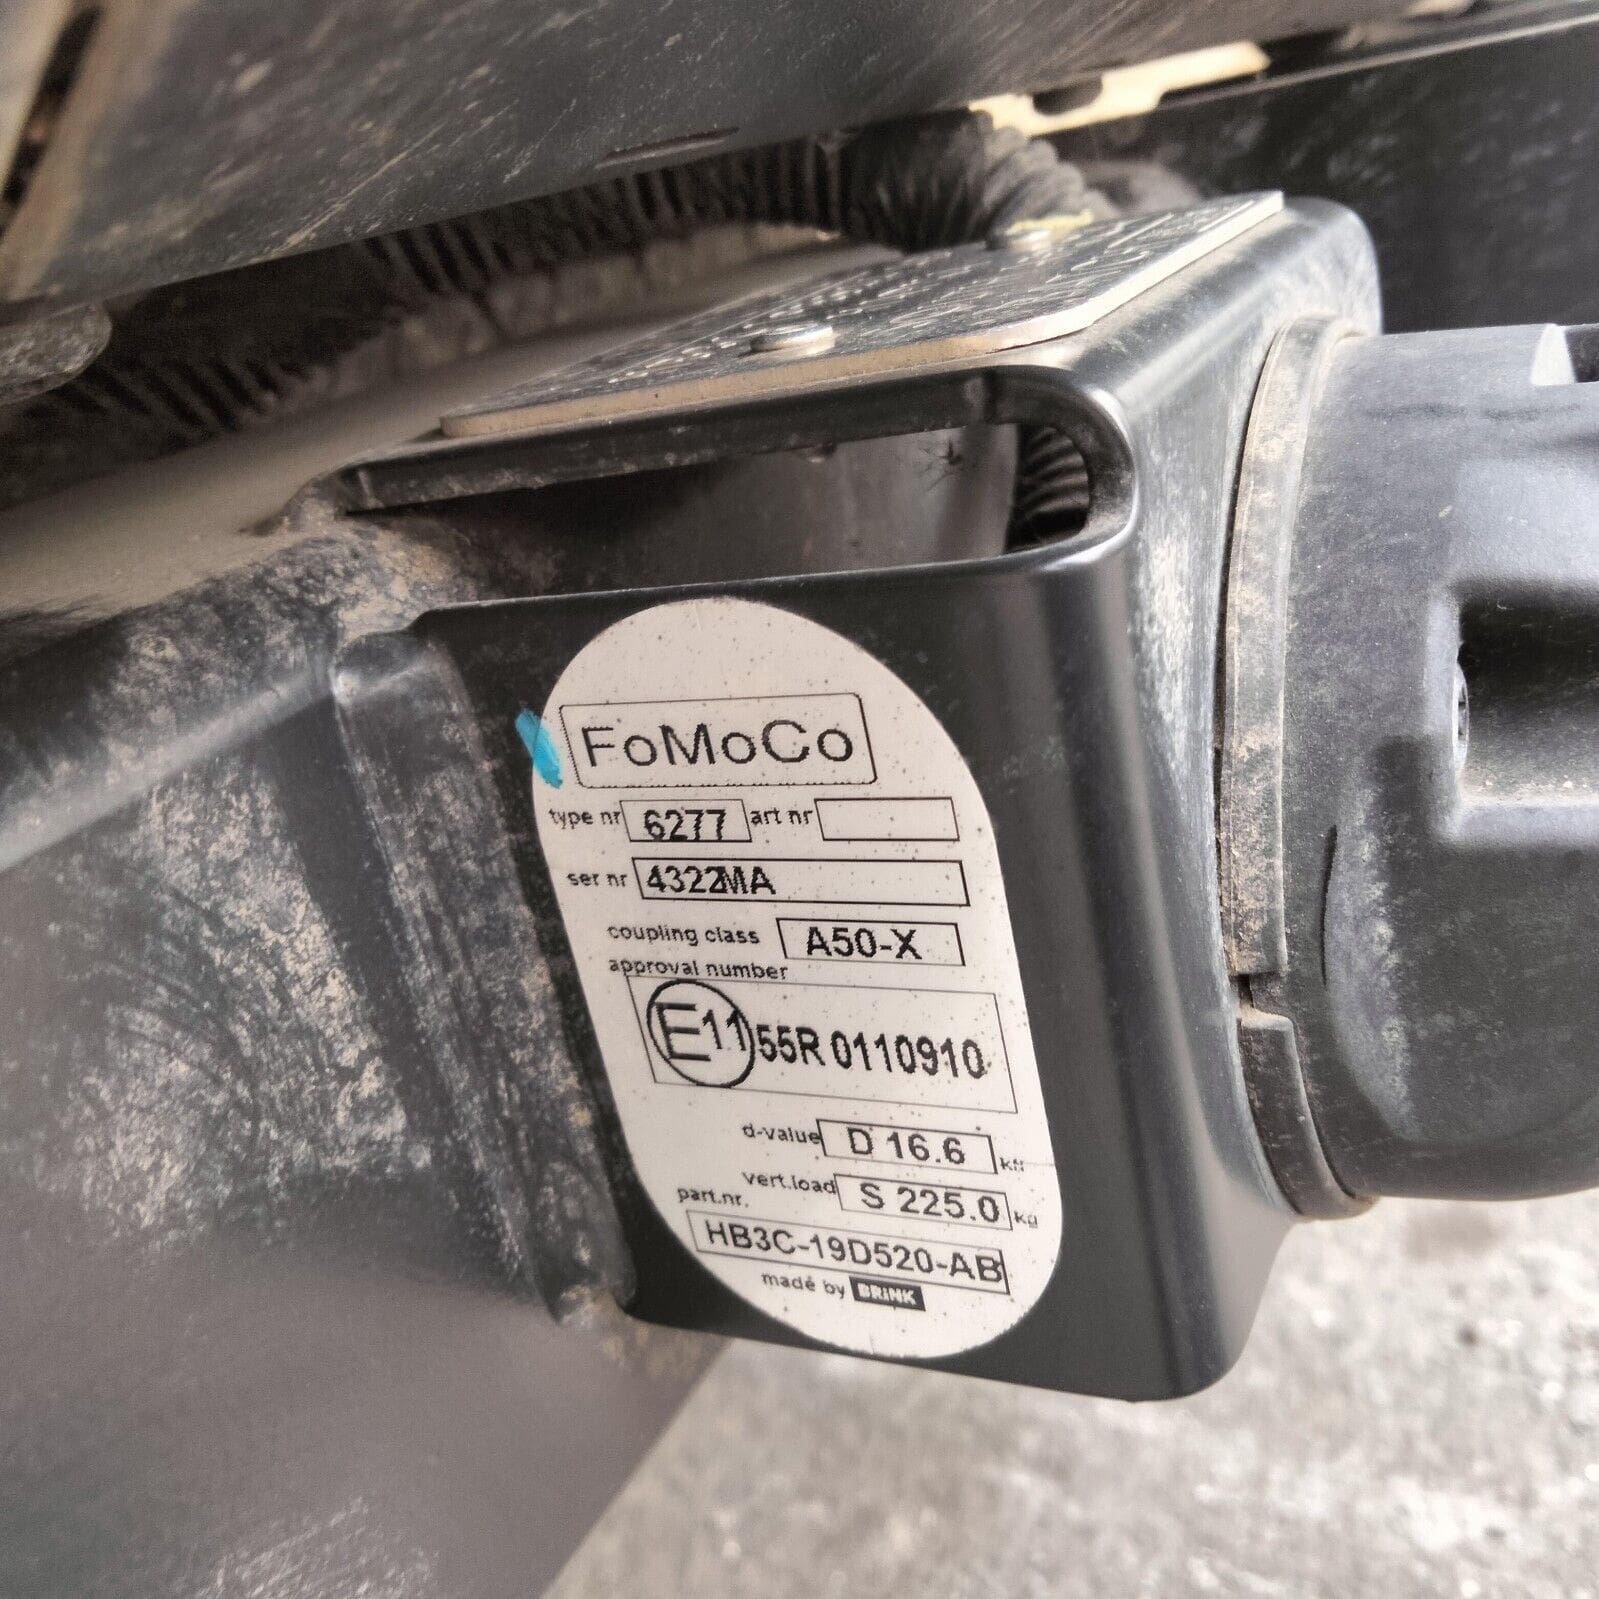 FoMoCo
type nr 6277 art nr
ser nr 4322MA
coupling class A50-X
approval number
E11 55R 0110910
d-value D 16.6 kN
vert.load S 225.0 kg
part.nr.
HB3C-19D520-AB
made by BRINK